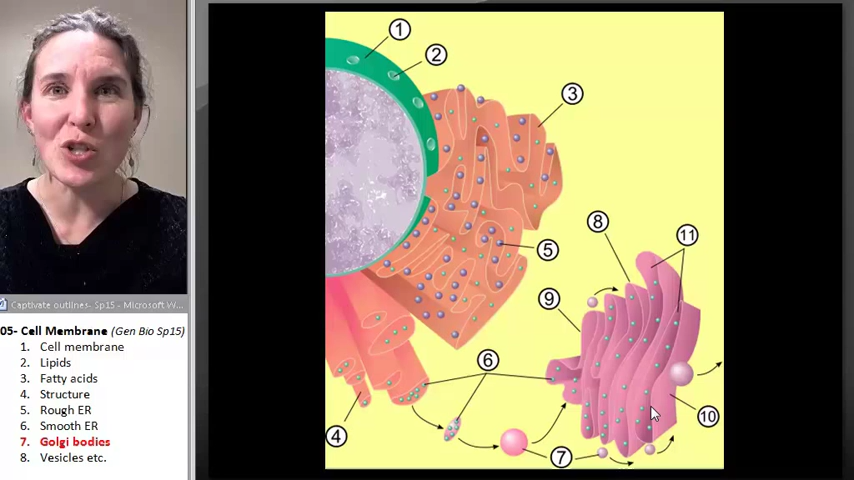 Captivate outlines- Sp15 - Microsoft W...
05- Cell Membrane (Gen Bio Sp15)
1. Cell membrane
2. Lipids
3. Fatty acids
4. Structure
5. Rough ER
6. Smooth ER
7. Golgi bodies
8. Vesicles etc.
1
2
3
5
8
11
9
6
10
4
7